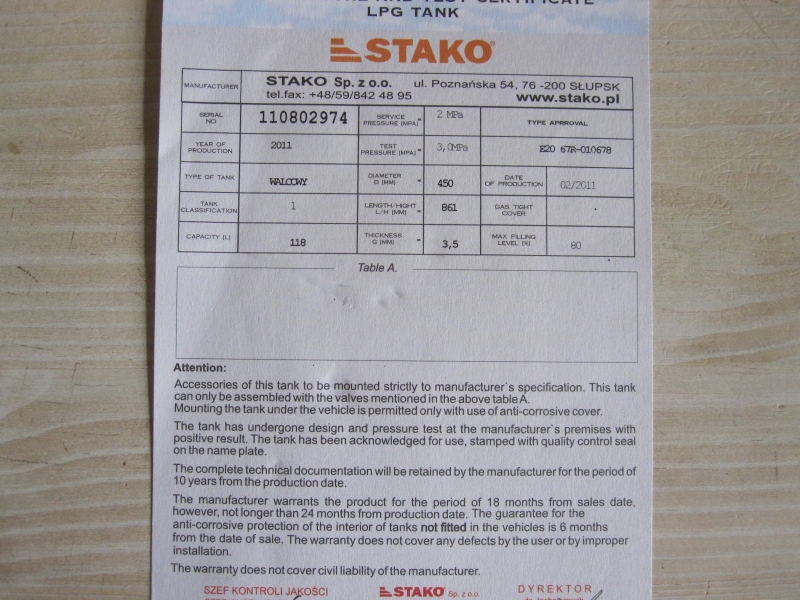 TEST CERTIFICATE
LPG TANK
STAKO
MANUFACTURER
STAKO Sp. z o.o. ul. Poznańska 54, 76 -200 SŁUPSK
tel.fax: +48/59/842 48 95 www.stako.pl
SERIAL NO 110802974 SERVICE PRESSURE [MPA] 2 MPa TYPE APRROVAL
YEAR OF PRODUCTION 2011 TEST PRESSURE [MPA] 3,0MPa E20 67R-010678
TYPE OF TANK WALCOWY DIAMETER D [MM] 450 DATE OF PRODUCTION 02/2011
TANK CLASSIFICATION 1 LENGTH/HIGHT L/H [MM] 861 GAS TIGHT COVER .
CAPACITY [L] 118 THICKNESS G [MM] 3,5 MAX FILLING LEVEL [%] 80
Table A.
Attention:
Accessories of this tank to be mounted strictly to manufacturer`s specification. This tank
can only be assembled with the valves mentioned in the above table A.
Mounting the tank under the vehicle is permitted only with use of anti-corrosive cover.
The tank has undergone design and pressure test at the manufacturer`s premises with
positive result. The tank has been acknowledged for use, stamped with quality control seal
on the name plate.
The complete technical documentation will be retained by the manufacturer for the period of
10 years from the production date.
The manufacturer warrants the product for the period of 18 months from sales date,
however, not longer than 24 months from production date. The guarantee for the
anti-corrosive protection of the interior of tanks not fitted in the vehicles is 6 months
from the date of sale. The warranty does not cover any defects by the user or by improper
installation.
The warranty does not cover civil liability of the manufacturer.
SZEF KONTROLI JAKOŚCI STAKO Sp. z o.o. DYREKTOR